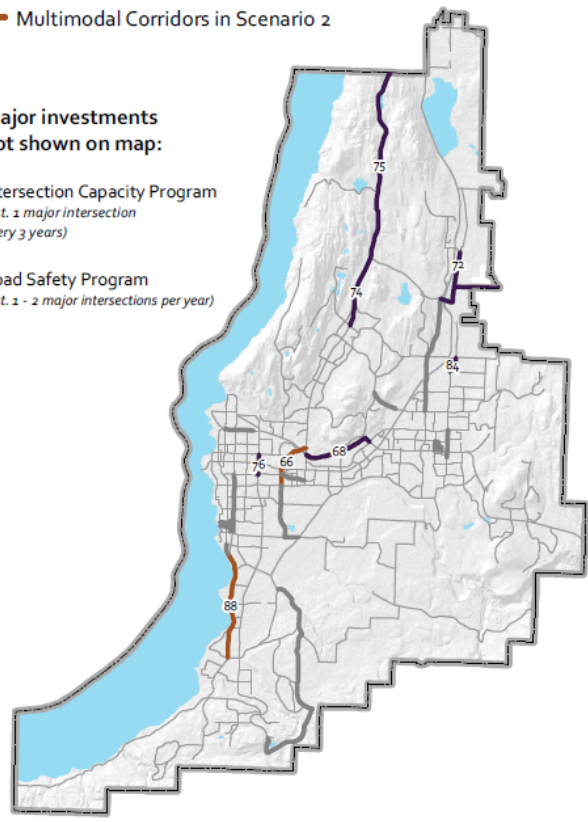 Multimodal Corridors in Scenario 2
ajor investments
ot shown on map:
tersection Capacity Program
t. 1 major intersection
ery 3 years)
oad Safety Program
t. 1 - 2 major intersections per year)
75
72
74
84
68
76
66
88